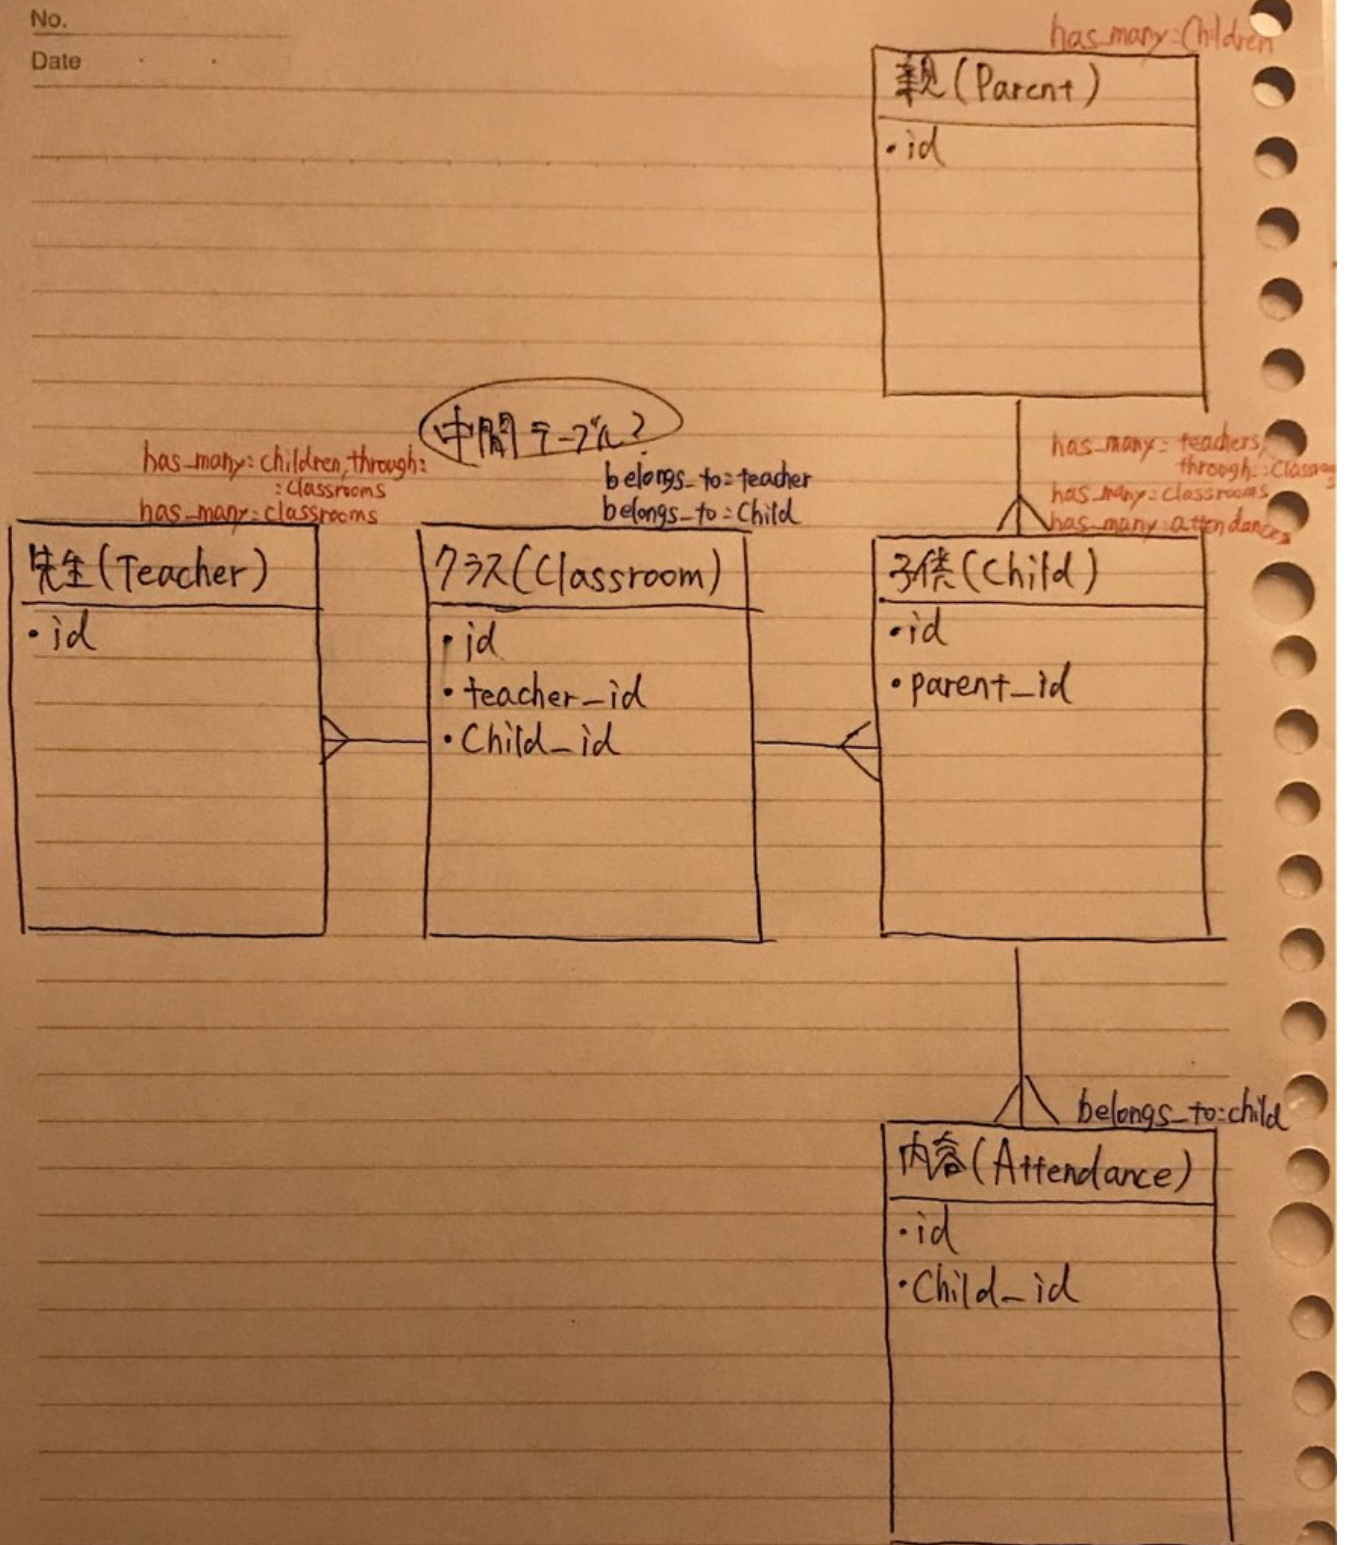 No.
Date
has_many:Children
親(Parent)
・id
中間テーブル?
has_many:children,through:
:classrooms
has_many:classrooms
belongs_to:teacher
belongs_to:Child
has_many:teachers,
through:
has_many:classrooms
has_many:attendances
先生(Teacher)
・id
クラス(Classroom)
・id
・teacher_id
・Child_id
子供(Child)
・id
・parent_id
belongs_to:child
内容(Attendance)
・id
・Child_id